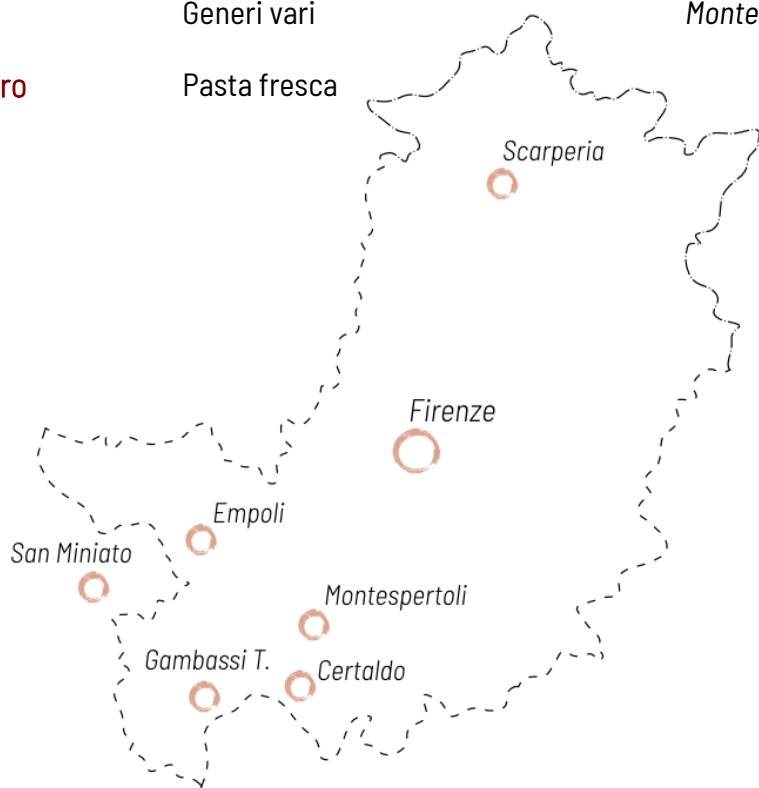 Generi vari
Monte
ro
Pasta fresca
Scarperia
Firenze
Empoli
San Miniato
Montespertoli
Gambassi T.
Certaldo